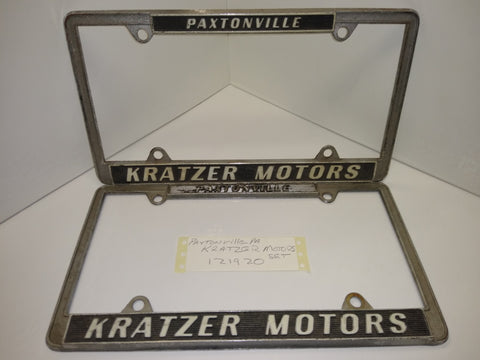 PAXTONVILLE
KRATZER MOTORS
PAXTONVILLE
PAXTONVILLE PA
KRATZER MOTORS
SET
121920
KRATZER MOTORS